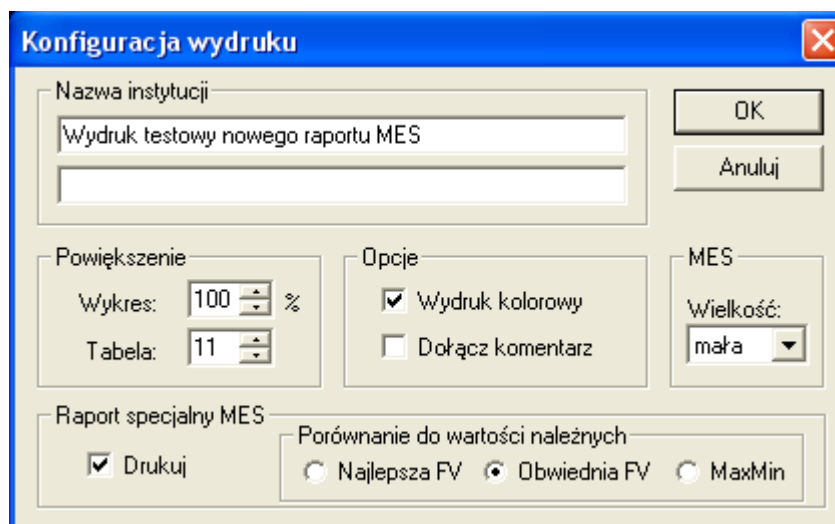 Konfiguracja wydruku
Nazwa instytucji
Wydruk testowy nowego raportu MES
OK
Anuluj
Powiększenie
Wykres: 100 %
Tabela: 11
Opcje
Wydruk kolorowy
Dołącz komentarz
MES
Wielkość:
mała
Raport specjalny MES
Drukuj
Porównanie do wartości należnych
Najlepsza FV Obwiednia FV MaxMin